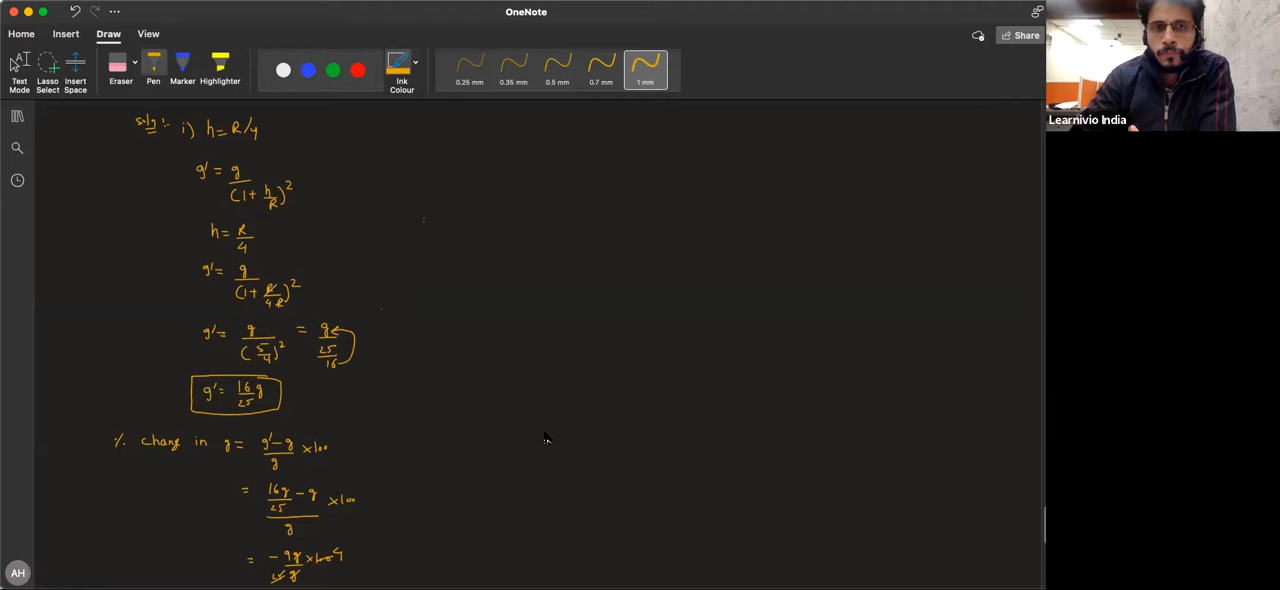 OneNote
Home Insert Draw View
Share
Text Mode
Lasso Select
Insert Space
Eraser
Pen
Marker
Highlighter
Ink Colour
0.25 mm
0.35 mm
0.5 mm
0.7 mm
1 mm
Learnivio India
Solⁿ:- i) h = R/4
g' = g/(1 + h/R)²
h = R/4
g' = g/(1 + R/4R)²
g' = g/(5/4)² = g/(25/16)
g' = 16/25 g
% change in g = (g' - g)/g × 100
= (16g/25 - g)/g × 100
= -9g/25g × 100 4
AH